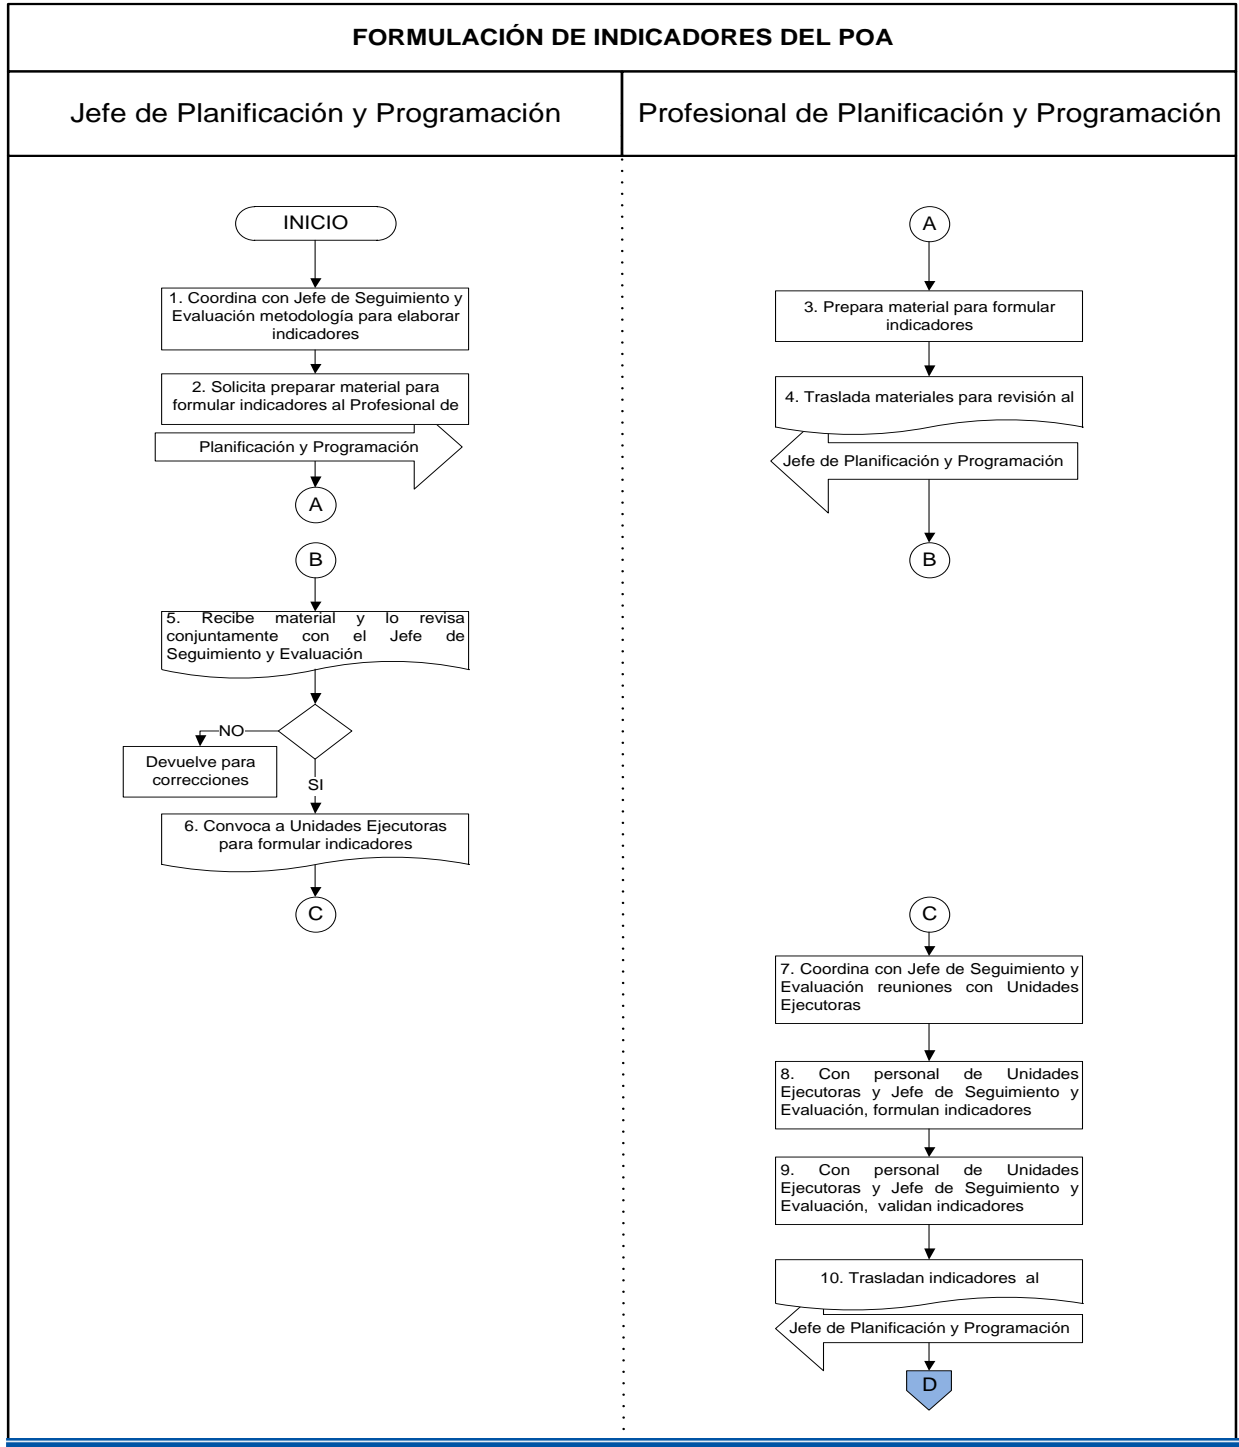 FORMULACIÓN DE INDICADORES DEL POA
Jefe de Planificación y Programación
Profesional de Planificación y Programación
INICIO
1. Coordina con Jefe de Seguimiento y
Evaluación metodología para elaborar
indicadores
2. Solicita preparar material para
formular indicadores al Profesional de
Planificación y Programación
A
B
5. Recibe material y lo revisa
conjuntamente con el Jefe de
Seguimiento y Evaluación
NO
Devuelve para
correcciones
SI
6. Convoca a Unidades Ejecutoras
para formular indicadores
C
A
3. Prepara material para formular
indicadores
4. Traslada materiales para revisión al
Jefe de Planificación y Programación
B
C
7. Coordina con Jefe de Seguimiento y
Evaluación reuniones con Unidades
Ejecutoras
8. Con personal de Unidades
Ejecutoras y Jefe de Seguimiento y
Evaluación, formulan indicadores
9. Con personal de Unidades
Ejecutoras y Jefe de Seguimiento y
Evaluación, validan indicadores
10. Trasladan indicadores al
Jefe de Planificación y Programación
D